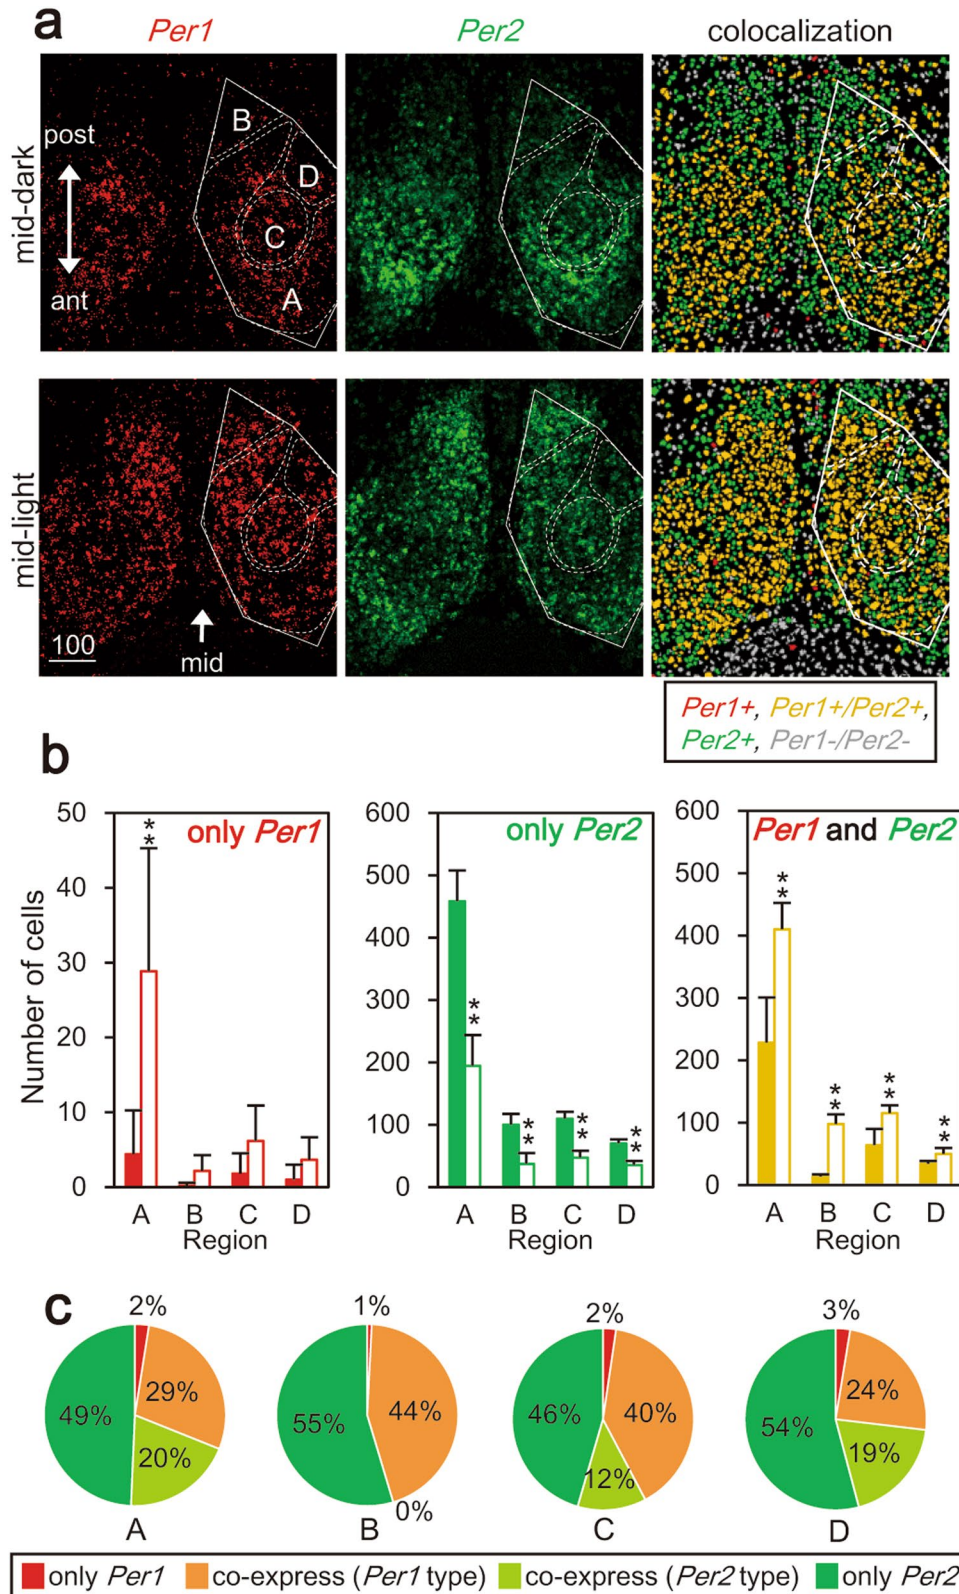 a
Per1 Per2 colocalization
mid-dark
post
ant
B
D
C
A
mid-light
100
mid
Per1+, Per1+/Per2+,
Per2+, Per1-/Per2-
b
Number of cells
50
40
30
20
10
0
only Per1
**
A B C D
Region
600
500
400
300
200
100
0
only Per2
**
**
**
**
A B C D
Region
600
500
400
300
200
100
0
Per1 and Per2
**
**
**
**
A B C D
Region
c
2%
29%
20%
49%
A
1%
44%
0%
55%
B
2%
40%
12%
46%
C
3%
24%
19%
54%
D
only Per1 co-express (Per1 type) co-express (Per2 type) only Per2